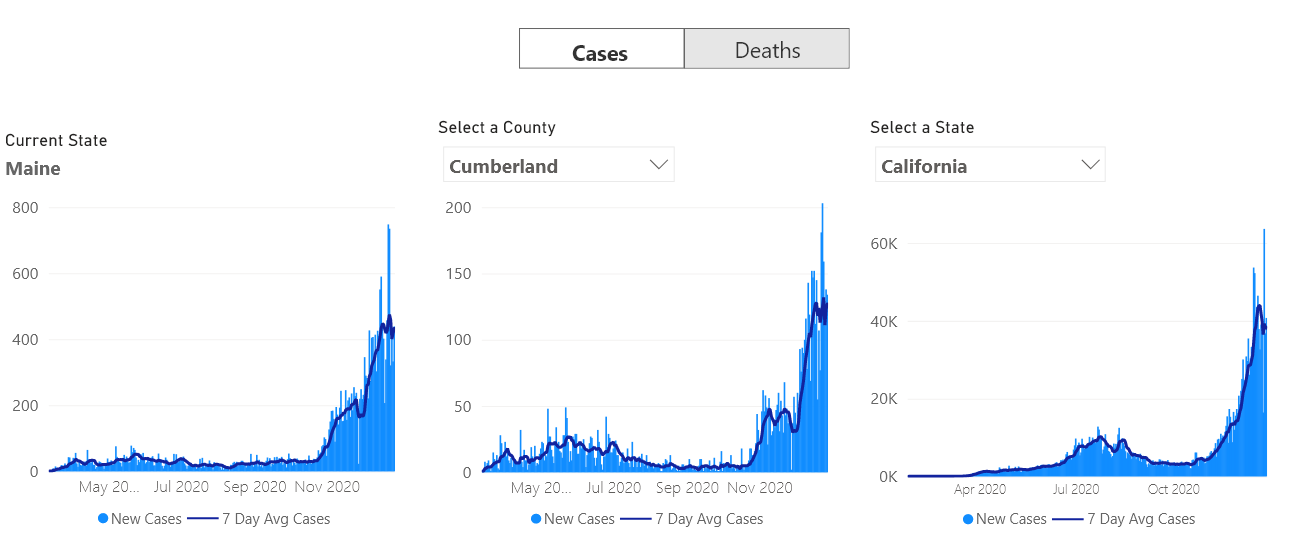 Cases Deaths
Current State
Maine
Select a County
Cumberland
Select a State
California
800
600
400
200
0
May 20... Jul 2020 Sep 2020 Nov 2020
New Cases 7 Day Avg Cases
200
150
100
50
0
May 20... Jul 2020 Sep 2020 Nov 2020
New Cases 7 Day Avg Cases
60K
40K
20K
0K
Apr 2020 Jul 2020 Oct 2020
New Cases 7 Day Avg Cases